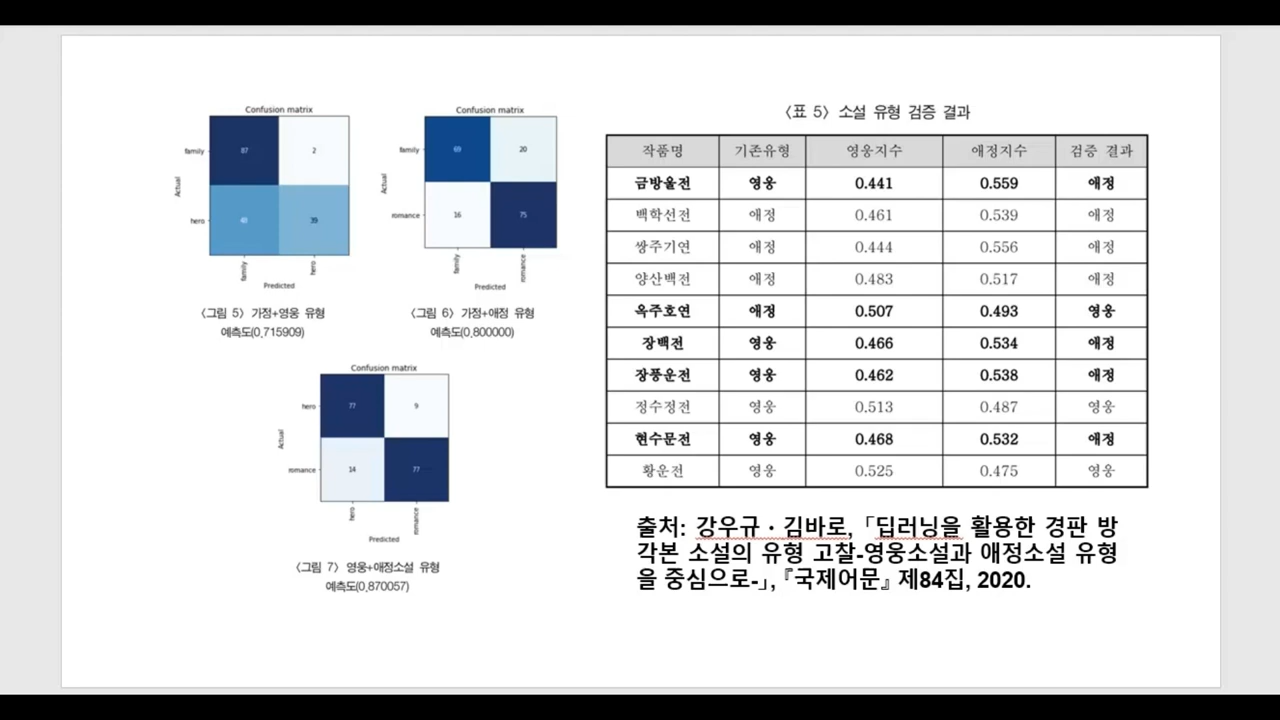 Confusion matrix
family
87
2
Actual
hero
48
39
family
hero
Predicted
〈그림 5〉 가정+영웅 유형
예측도(0.715909)
Confusion matrix
family
69
20
Actual
romance
16
75
family
romance
Predicted
〈그림 6〉 가정+애정 유형
예측도(0.800000)
Confusion matrix
hero
77
9
Actual
romance
14
77
hero
romance
Predicted
〈그림 7〉 영웅+애정소설 유형
예측도(0.870057)
〈표 5〉 소설 유형 검증 결과
작품명 기존유형 영웅지수 애정지수 검증 결과
금방울전 영웅 0.441 0.559 애정
백학선전 애정 0.461 0.539 애정
쌍주기연 애정 0.444 0.556 애정
양산백전 애정 0.483 0.517 애정
옥주호연 애정 0.507 0.493 영웅
장백전 영웅 0.466 0.534 애정
장풍운전 영웅 0.462 0.538 애정
정수정전 영웅 0.513 0.487 영웅
현수문전 영웅 0.468 0.532 애정
황운전 영웅 0.525 0.475 영웅
출처: 강우규·김바로, 「딥러닝을 활용한 경판 방
각본 소설의 유형 고찰-영웅소설과 애정소설 유형
을 중심으로-」, 『국제어문』 제84집, 2020.